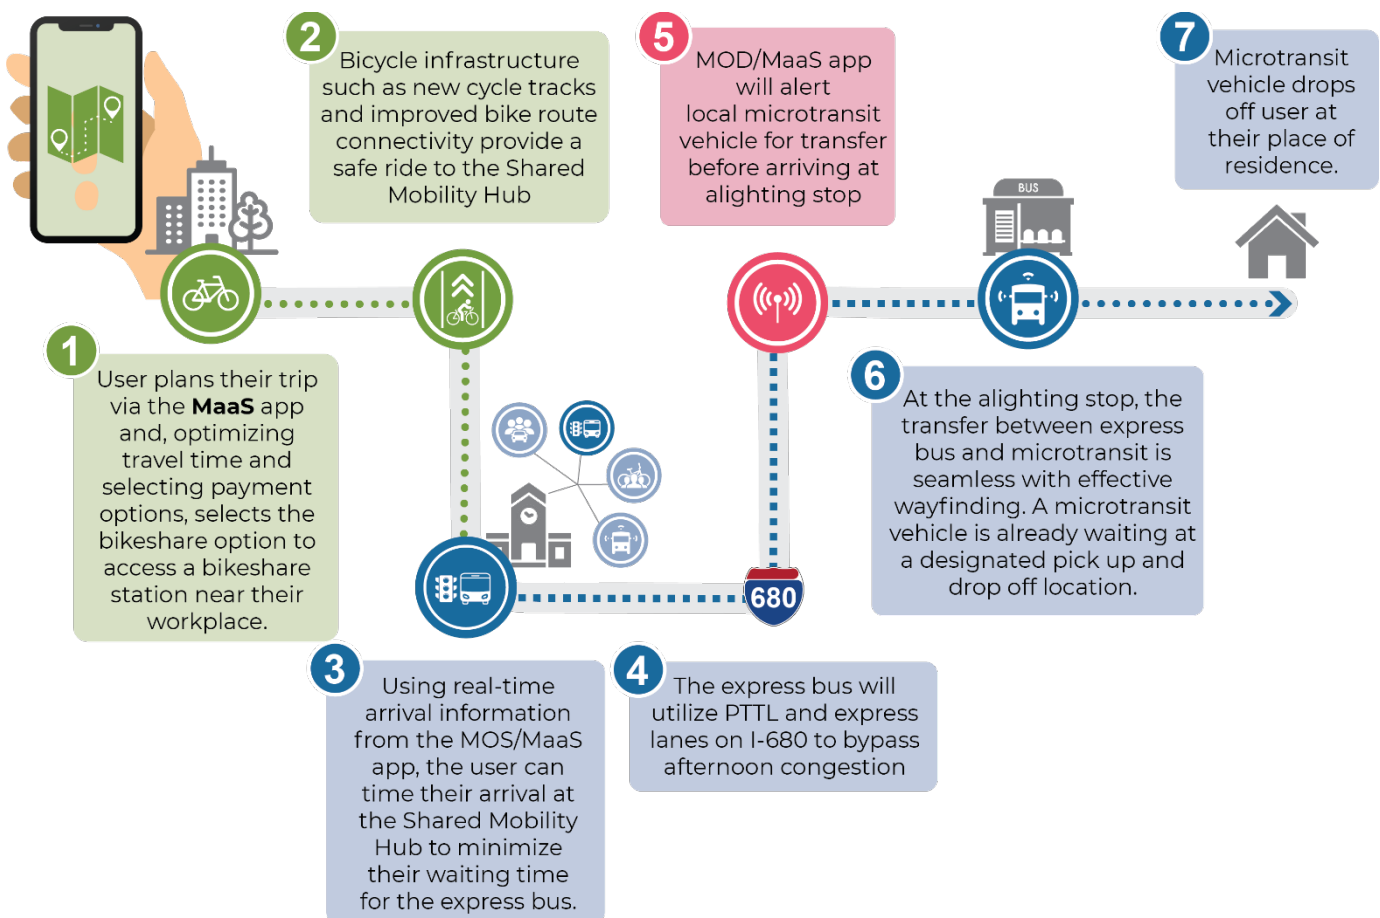 1
User plans their trip
via the MaaS app
and, optimizing
travel time and
selecting payment
options, selects the
bikeshare option to
access a bikeshare
station near their
workplace.
2
Bicycle infrastructure
such as new cycle tracks
and improved bike route
connectivity provide a
safe ride to the Shared
Mobility Hub
3
Using real-time
arrival information
from the MOS/MaaS
app, the user can
time their arrival at
the Shared Mobility
Hub to minimize
their waiting time
for the express bus.
4
The express bus will
utilize PTTL and express
lanes on I-680 to bypass
afternoon congestion
680
5
MOD/MaaS app
will alert
local microtransit
vehicle for transfer
before arriving at
alighting stop
BUS
6
At the alighting stop, the
transfer between express
bus and microtransit is
seamless with effective
wayfinding. A microtransit
vehicle is already waiting at
a designated pick up and
drop off location.
7
Microtransit
vehicle drops
off user at
their place of
residence.